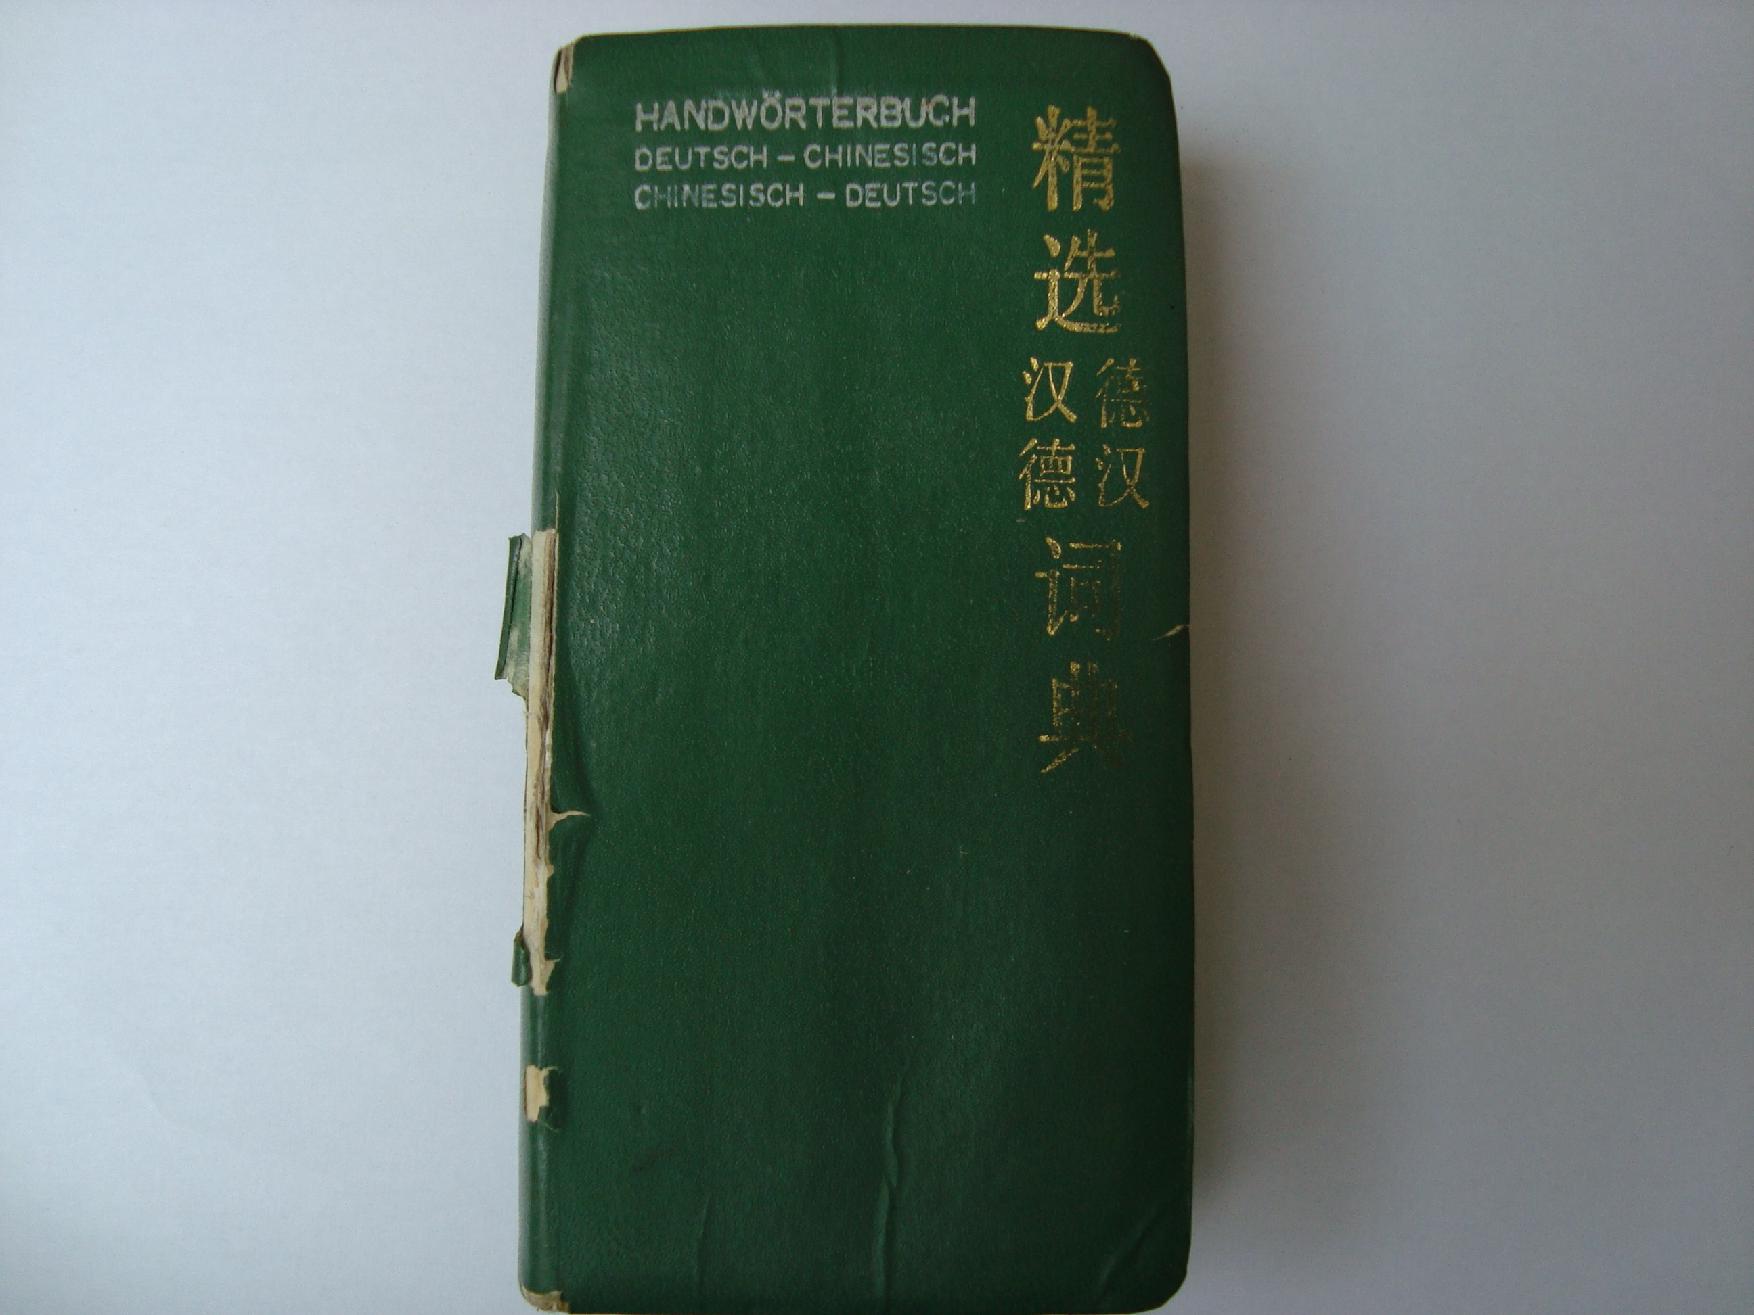 HANDWÖRTERBUCH
DEUTSCH – CHINESISCH
CHINESISCH – DEUTSCH
精选
德汉
汉德
词典